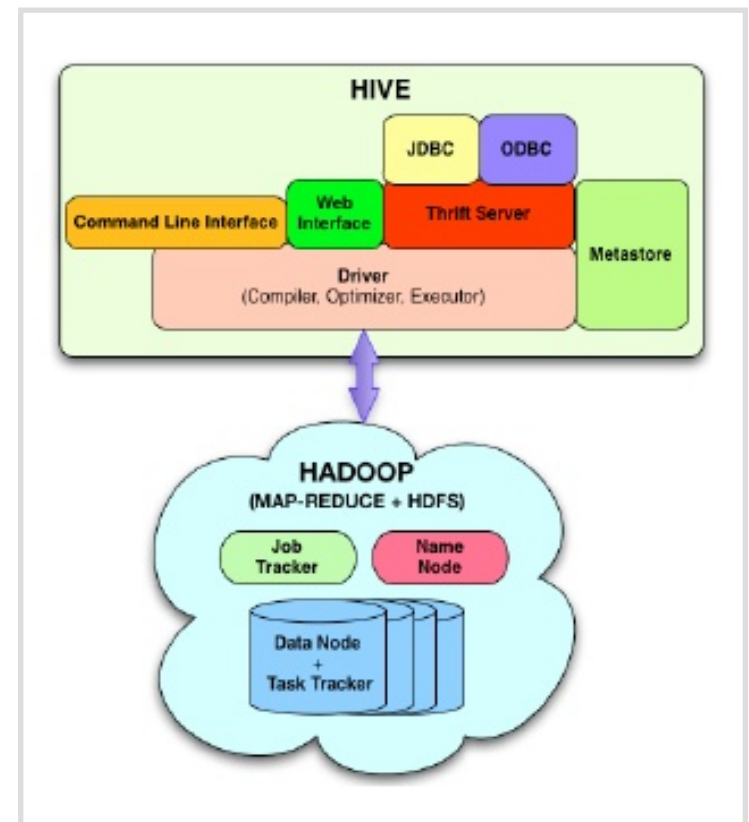 HIVE
JDBC
ODBC
Command Line Interface
Web
Interface
Thrift Server
Metastore
Driver
(Compiler, Optimizer, Executor)
HADOOP
(MAP-REDUCE + HDFS)
Job
Tracker
Name
Node
Data Node
+
Task Tracker